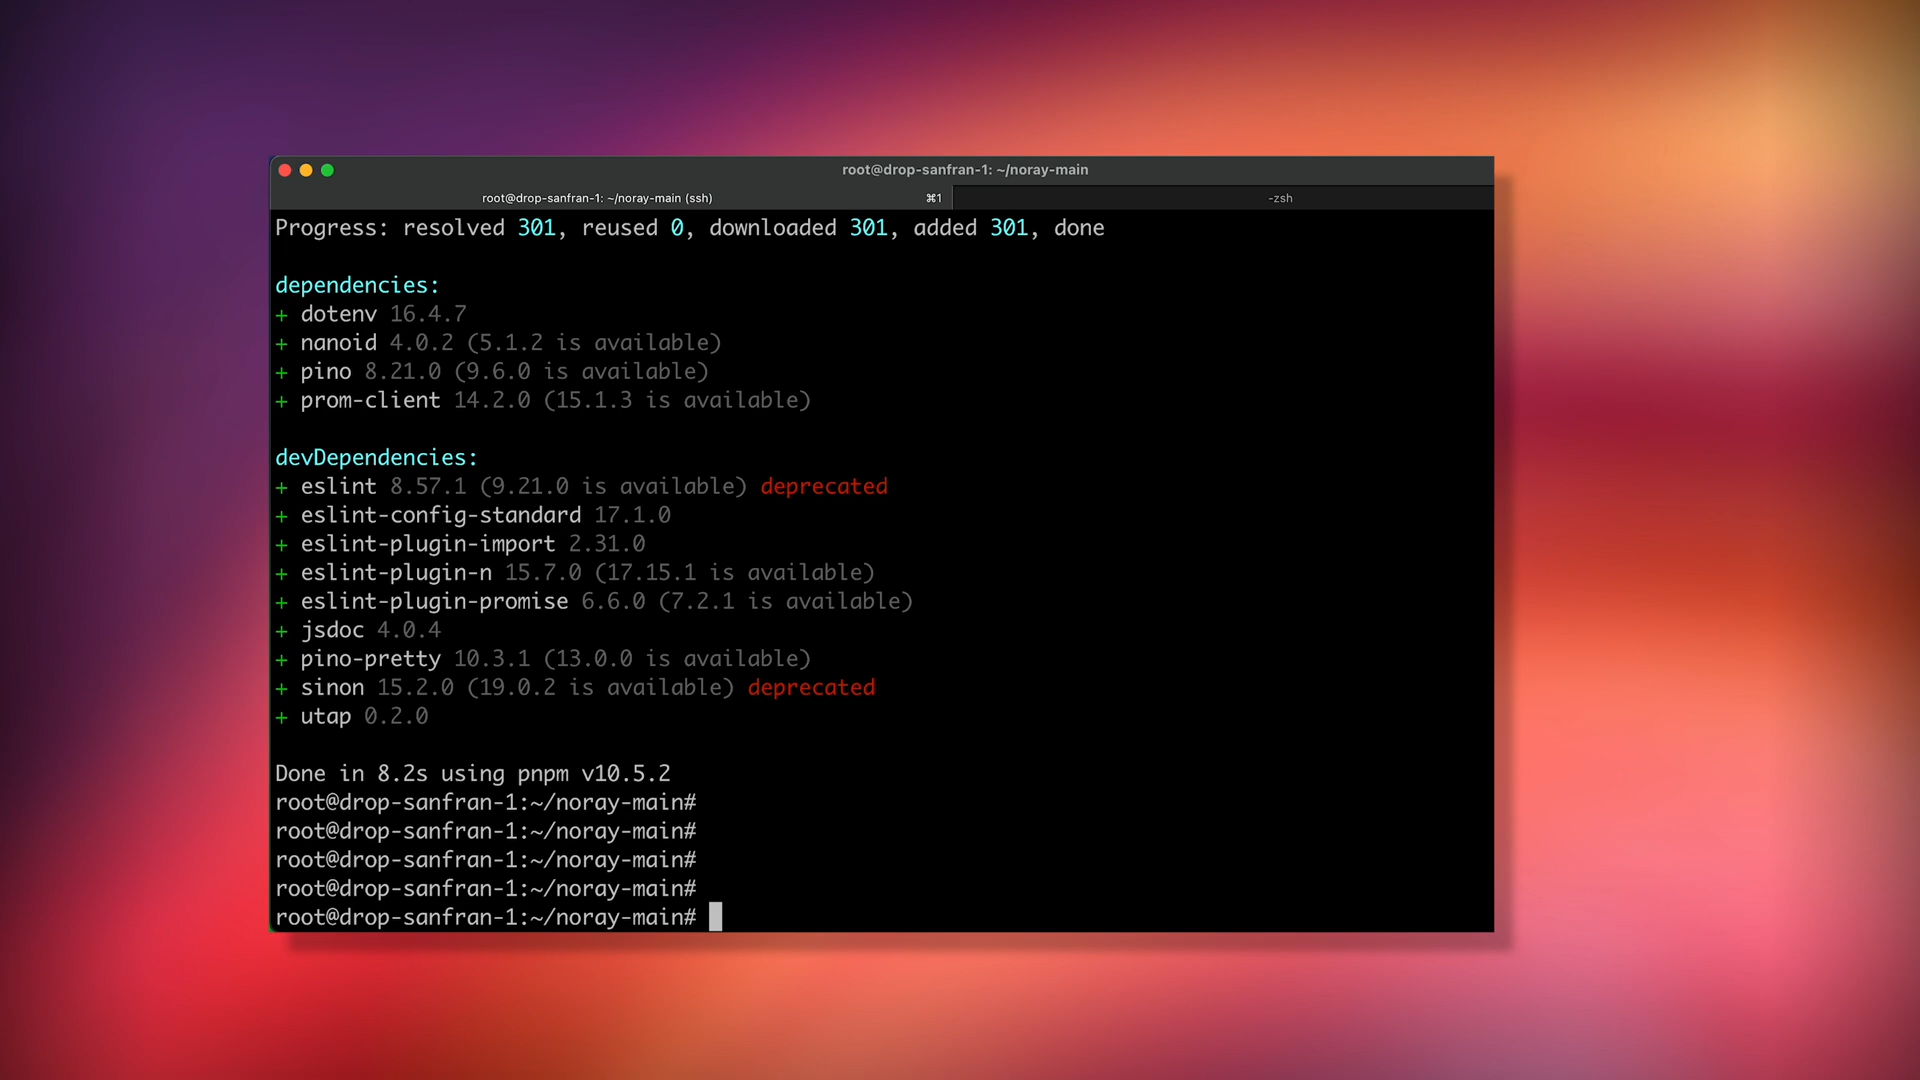 root@drop-sanfran-1: ~/noray-main
root@drop-sanfran-1: ~/noray-main (ssh) ⌘1 -zsh
Progress: resolved 301, reused 0, downloaded 301, added 301, done
dependencies:
+ dotenv 16.4.7
+ nanoid 4.0.2 (5.1.2 is available)
+ pino 8.21.0 (9.6.0 is available)
+ prom-client 14.2.0 (15.1.3 is available)
devDependencies:
+ eslint 8.57.1 (9.21.0 is available) deprecated
+ eslint-config-standard 17.1.0
+ eslint-plugin-import 2.31.0
+ eslint-plugin-n 15.7.0 (17.15.1 is available)
+ eslint-plugin-promise 6.6.0 (7.2.1 is available)
+ jsdoc 4.0.4
+ pino-pretty 10.3.1 (13.0.0 is available)
+ sinon 15.2.0 (19.0.2 is available) deprecated
+ utap 0.2.0
Done in 8.2s using pnpm v10.5.2
root@drop-sanfran-1:~/noray-main#
root@drop-sanfran-1:~/noray-main#
root@drop-sanfran-1:~/noray-main#
root@drop-sanfran-1:~/noray-main#
root@drop-sanfran-1:~/noray-main#